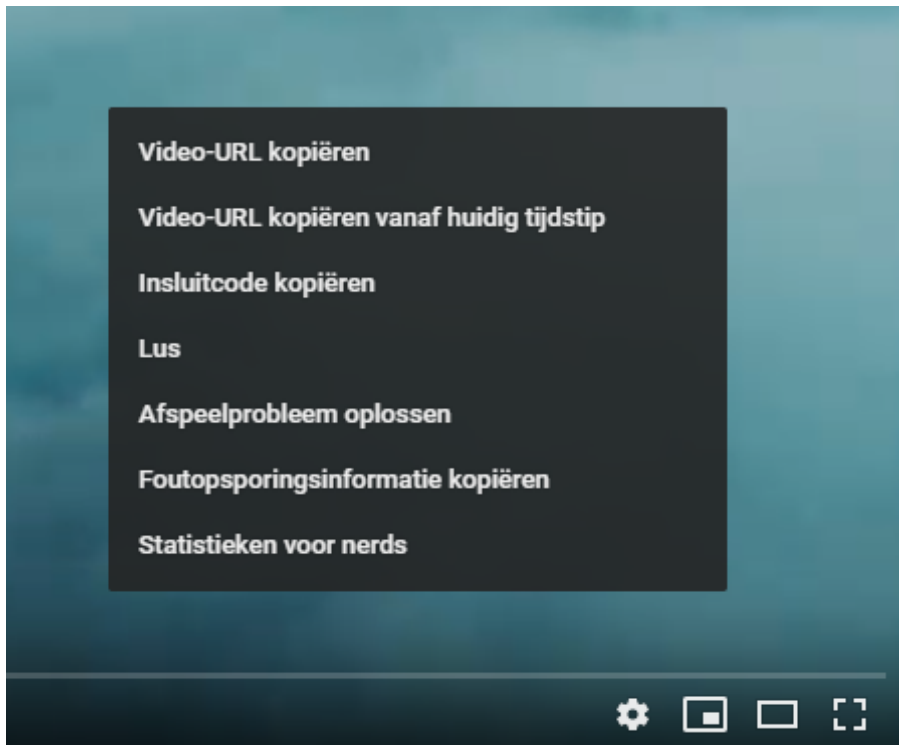 Video-URL kopiëren
Video-URL kopiëren vanaf huidig tijdstip
Insluitcode kopiëren
Lus
Afspeelprobleem oplossen
Foutopsporingsinformatie kopiëren
Statistieken voor nerds